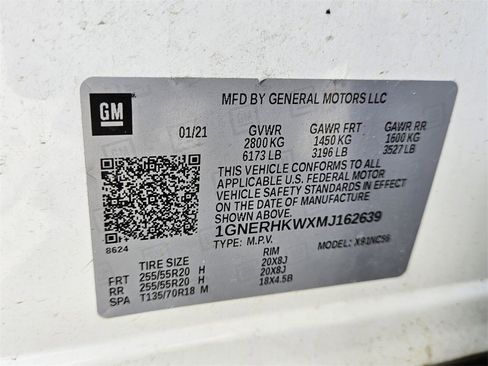 GM
MFD BY GENERAL MOTORS LLC
01/21 GVWR GAWR FRT GAWR RR
2800 KG 1450 KG 1600 KG
6173 LB 3196 LB 3527 LB
THIS VEHICLE CONFORMS TO ALL
APPLICABLE U.S. FEDERAL MOTOR
VEHICLE SAFETY STANDARDS IN EFFECT
ON THE DATE OF MANUFACTURE
SHOWN ABOVE.
1GNERHKWXMJ162639
8624 TYPE: M.P.V. MODEL: X91NC56
TIRE SIZE RIM
FRT 255/55R20 H 20X8J
RR 255/55R20 H 20X8J
SPA T135/70R18 M 18X4.5B